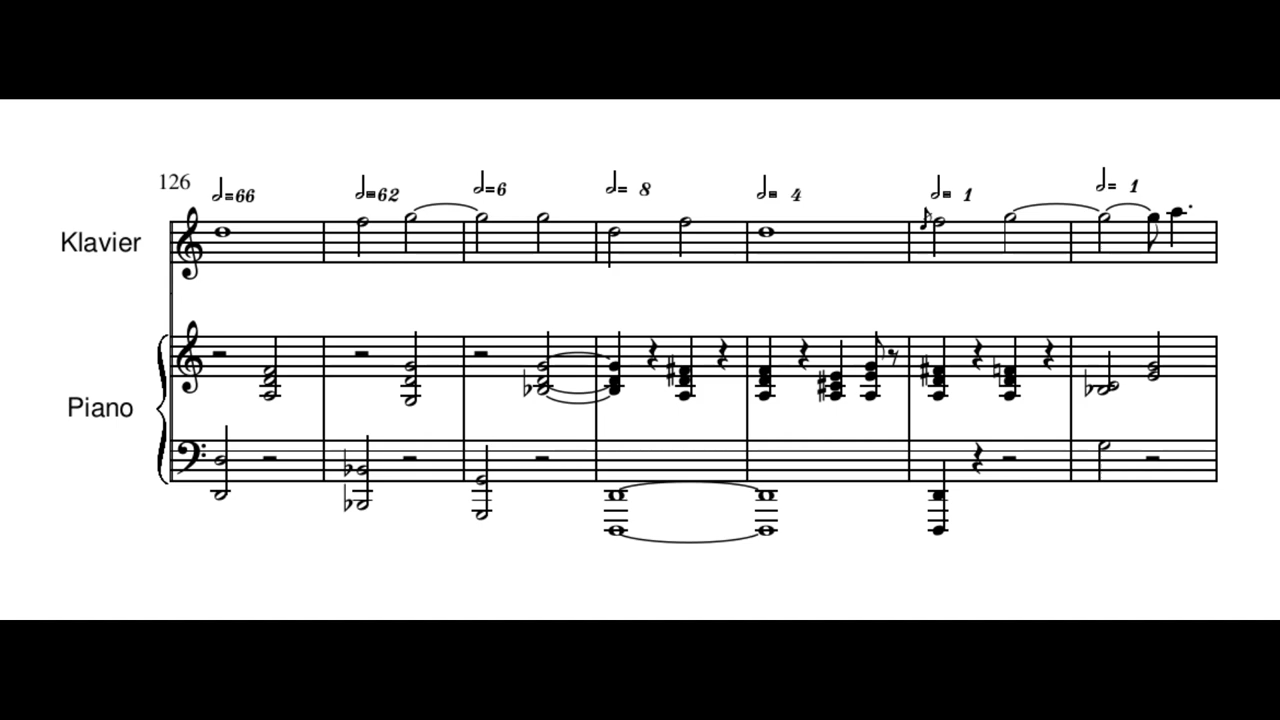 126
𝅗𝅥=66 𝅗𝅥=62 𝅗𝅥=6 𝅗𝅥= 8 𝅗𝅥= 4 𝅗𝅥= 1 𝅗𝅥= 1
Klavier
Piano